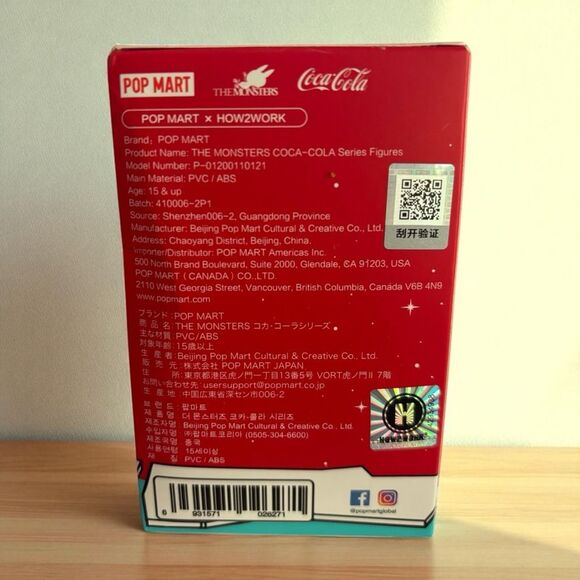 POP MART
THE MONSTERS
Coca-Cola
POP MART × HOW2WORK
Brand: POP MART
Product Name: THE MONSTERS COCA-COLA Series Figures
Model Number: P-01200110121
Main Material: PVC / ABS
Age: 15 & up
Batch: 410006-2P1
Source: Shenzhen006-2, Guangdong Province
Manufacturer: Beijing Pop Mart Cultural & Creative Co., Ltd.
Address: Chaoyang District, Beijing, China.
Importer/Distributor: POP MART Americas Inc.
500 North Brand Boulevard, Suite 2000, Glendale, CA 91203, USA
POP MART (CANADA) CO.,LTD.
2110 West Georgia Street, Vancouver, British Columbia, Canada V6B 4N9
www.popmart.com
刮开验证
ブランド:POP MART
商品名:THE MONSTERS コカ・コーラシリーズ
主な材質:PVC/ABS
対象年齢:15歳以上
生産者:Beijing Pop Mart Cultural & Creative Co., Ltd.
販売元:株式会社 POP MART JAPAN
住所:東京都港区虎ノ門一丁目13番5号 VORT虎ノ門II 7階
お問い合わせ先:usersupport@popmart.co.jp
生産地:中国広東省深セン市006-2
브랜드:팝마트
제품명:더 몬스터즈 코카-콜라 시리즈
제조자명:Beijing Pop Mart Cultural & Creative Co., Ltd.
수입자명:㈜팝마트코리아 (0505-304-6600)
제조국명:중국
사용연령:15세이상
재질:PVC / ABS
HOW2WORK
6 931571 026271
@popmartglobal